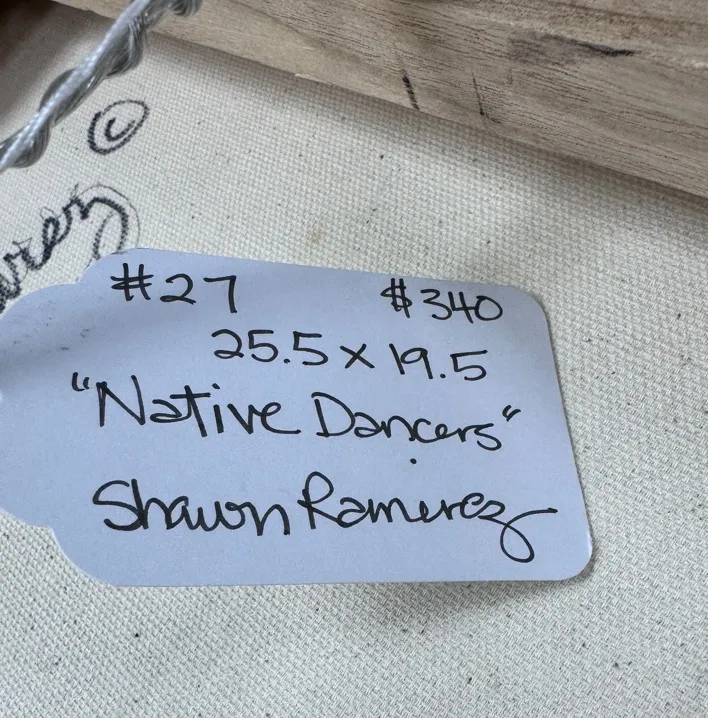 ©
#27 $340
25.5 x 19.5
"Native Dancers"
Shawn Ramirez